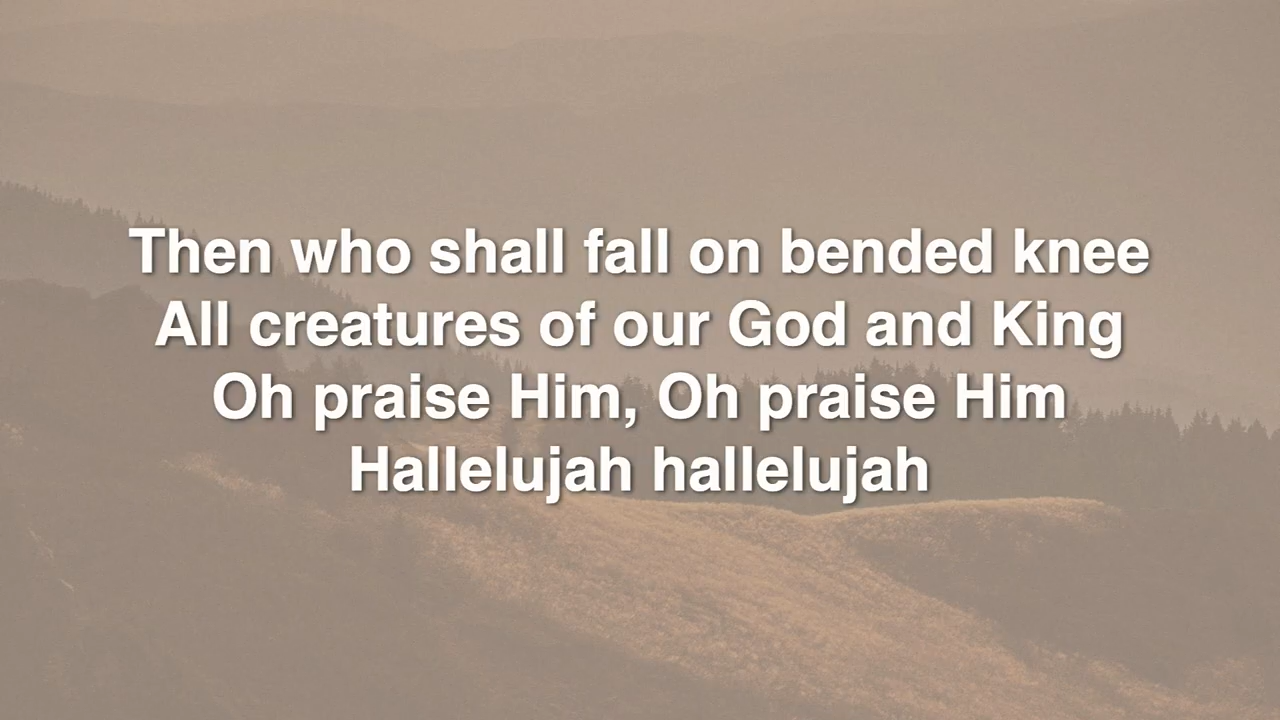 Then who shall fall on bended knee
All creatures of our God and King
Oh praise Him, Oh praise Him
Hallelujah hallelujah